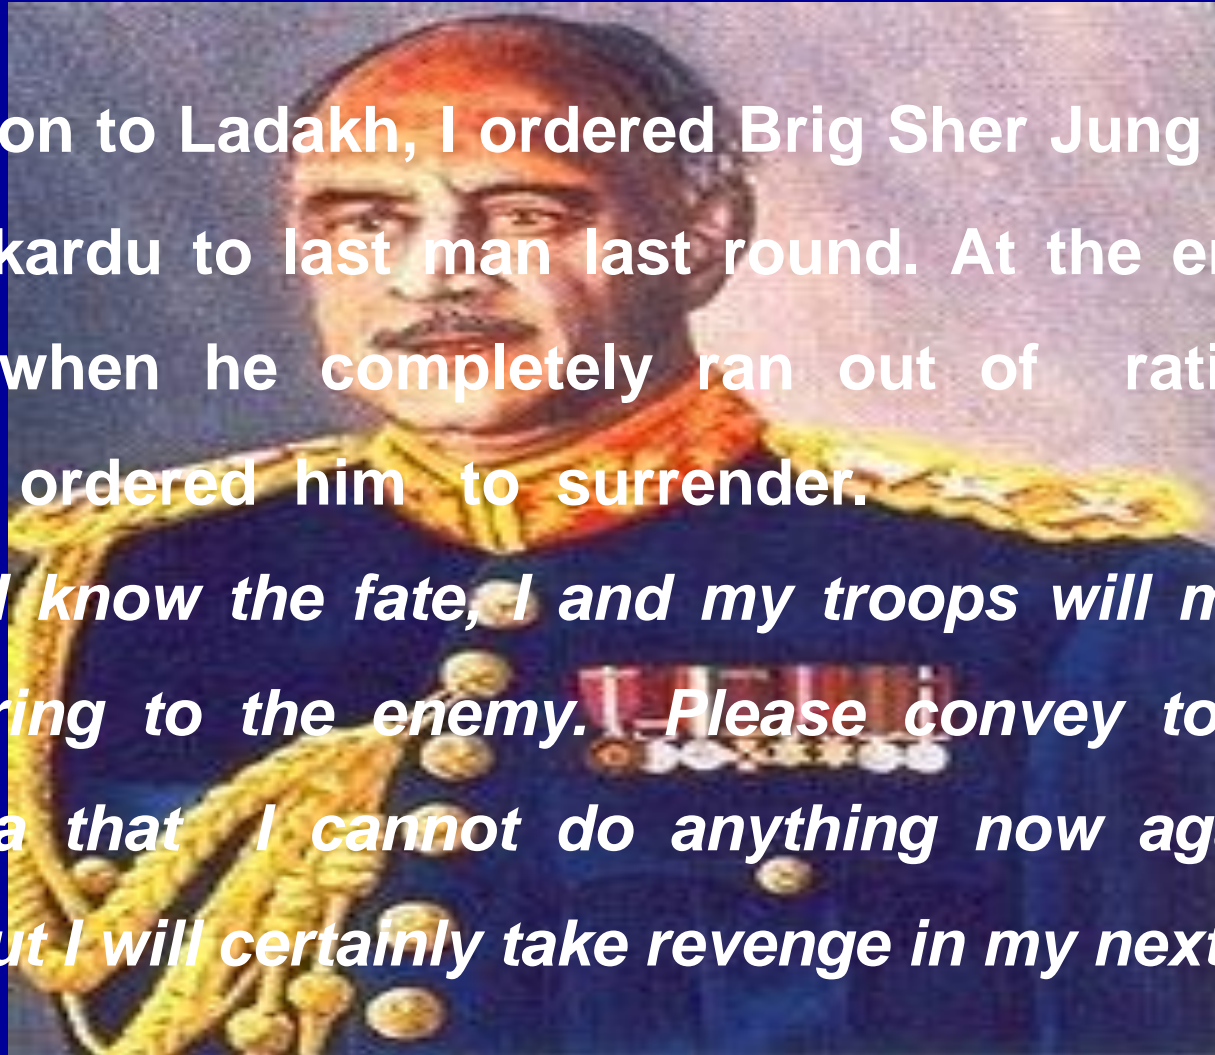 on to Ladakh, I ordered Brig Sher Jung
kardu to last man last round. At the
when he completely ran out of rati
ordered him to surrender.
I know the fate, I and my troops will m
ring to the enemy. Please convey to
a that I cannot do anything now ag
ut I will certainly take revenge in my next